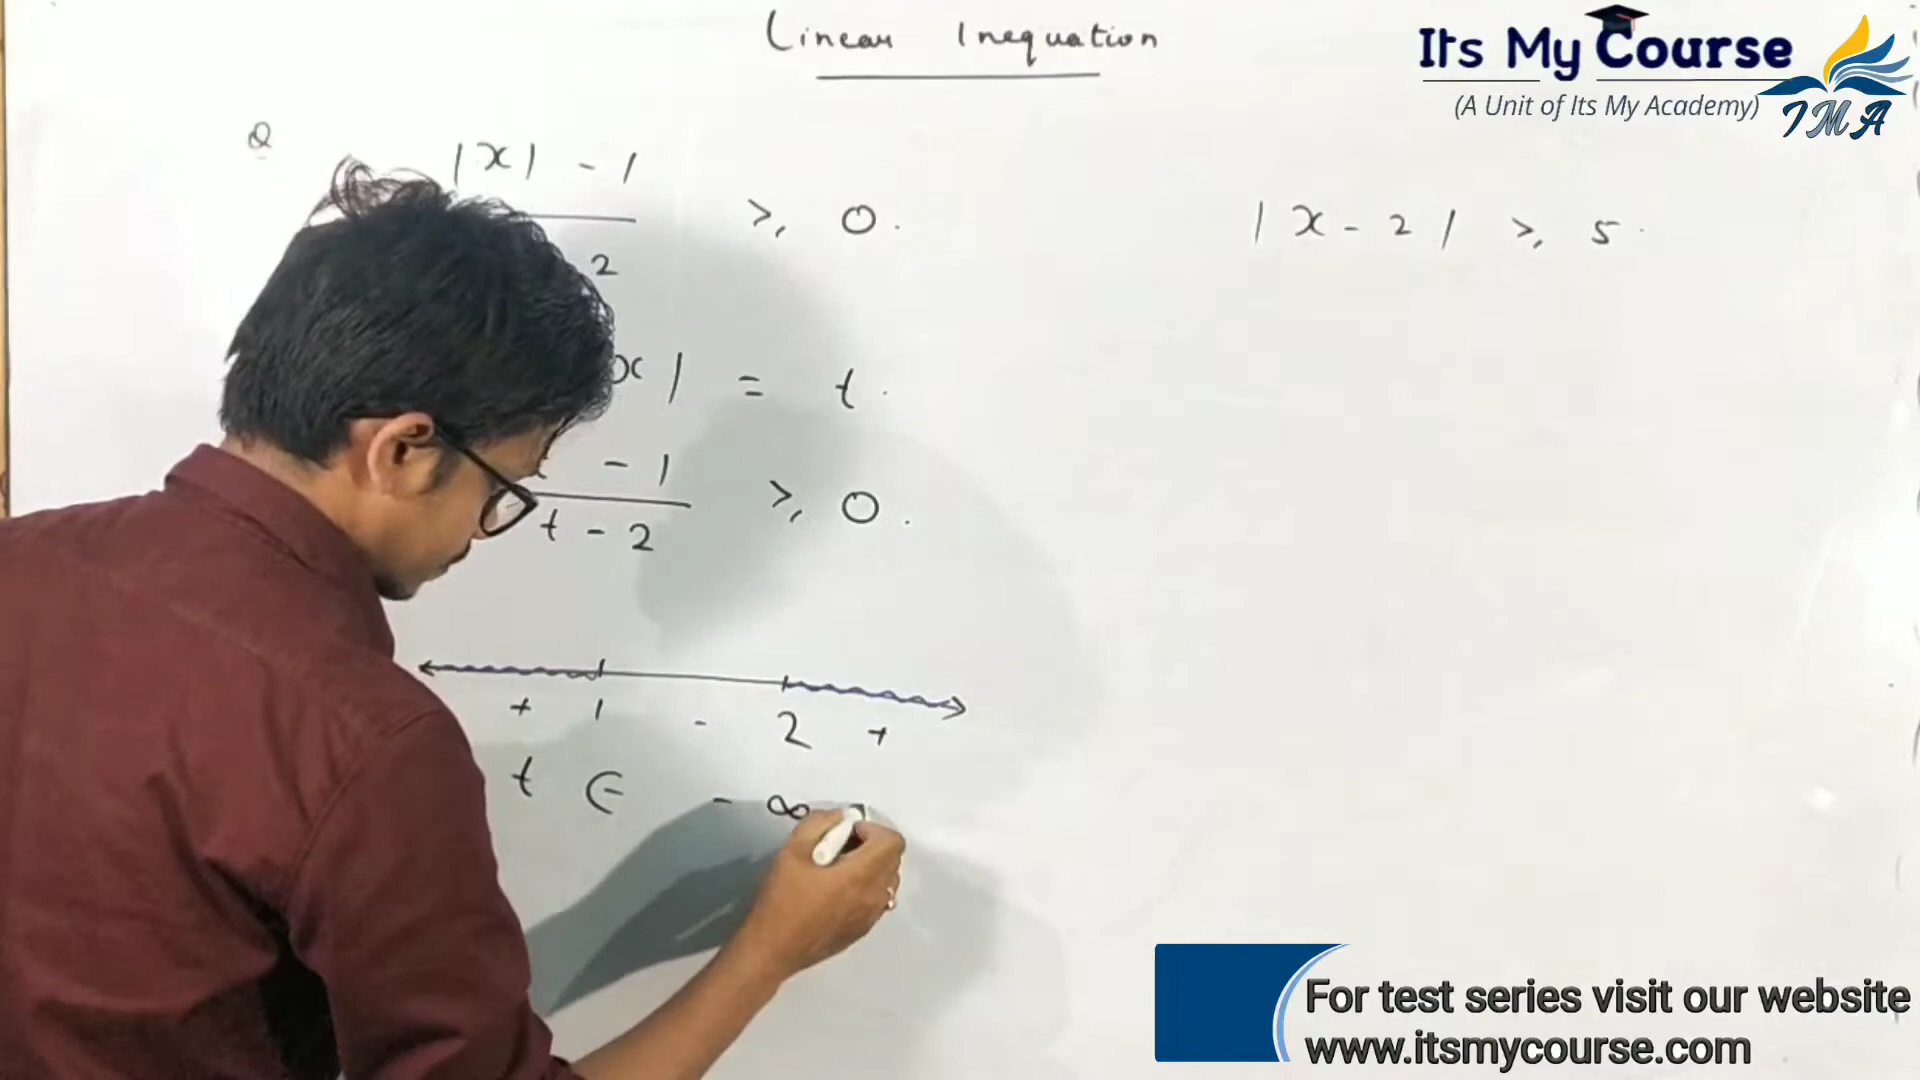 Linear Inequation
Its My Course
(A Unit of Its My Academy)
IMA
Q
|x| - 1
⩾ 0.
2
x| = t.
- 1
⩾ 0.
t - 2
+ 1 - 2 +
t ∈ - ∞
|x - 2| ⩾ 5.
For test series visit our website
www.itsmycourse.com